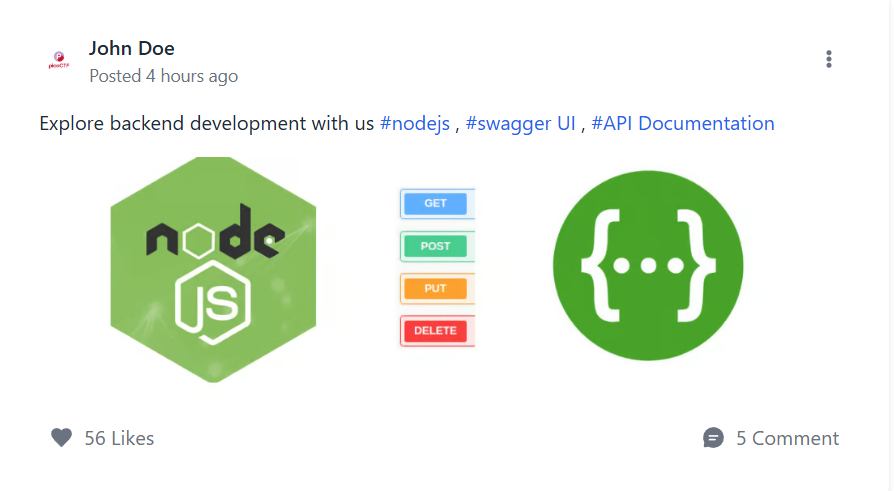 John Doe
picoCTF
Posted 4 hours ago
Explore backend development with us #nodejs , #swagger UI , #API Documentation
node
JS
GET
POST
PUT
DELETE
{...}
56 Likes
5 Comment